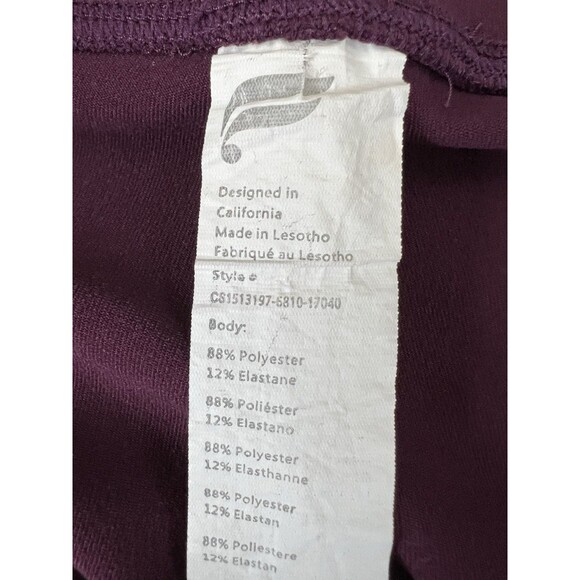 Designed in
California
Made in Lesotho
Fabriqué au Lesotho
Style #
CS1513197-6810-17040
Body:
88% Polyester
12% Elastane
88% Poliéster
12% Elastano
88% Polyester
12% Elasthanne
88% Polyester
12% Elastan
88% Poliestere
12% Elastan